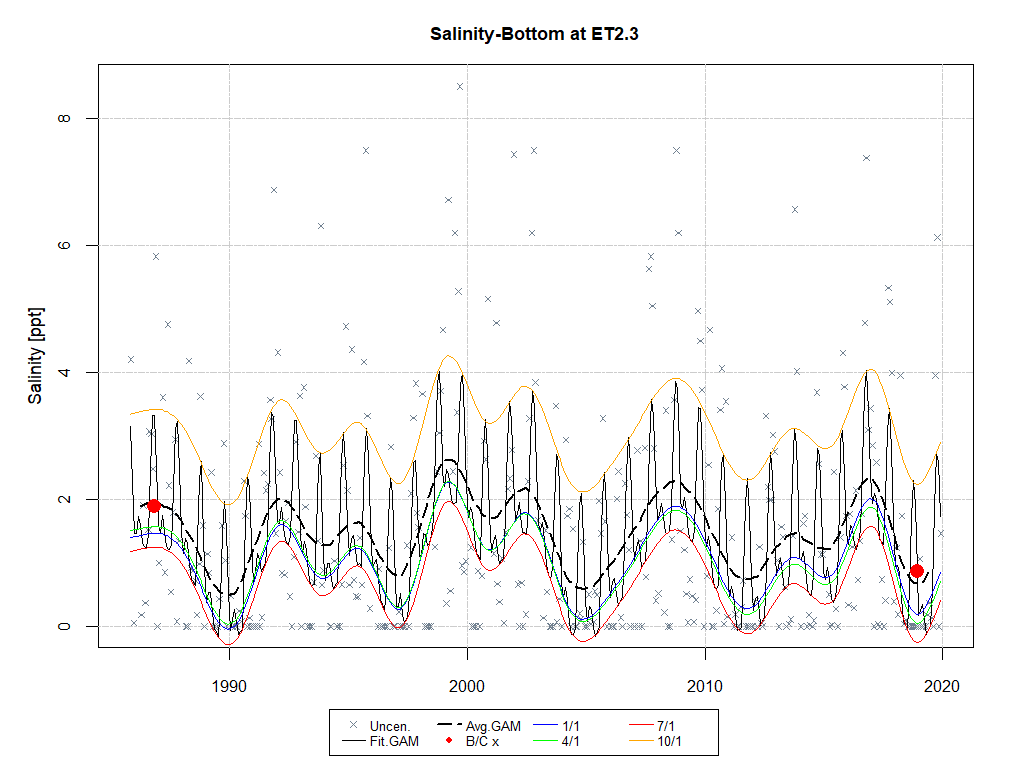 Salinity-Bottom at ET2.3
Salinity [ppt]
8
6
4
2
0
1990 2000 2010 2020
Uncen. Avg.GAM 1/1 7/1
Fit.GAM B/C x 4/1 10/1